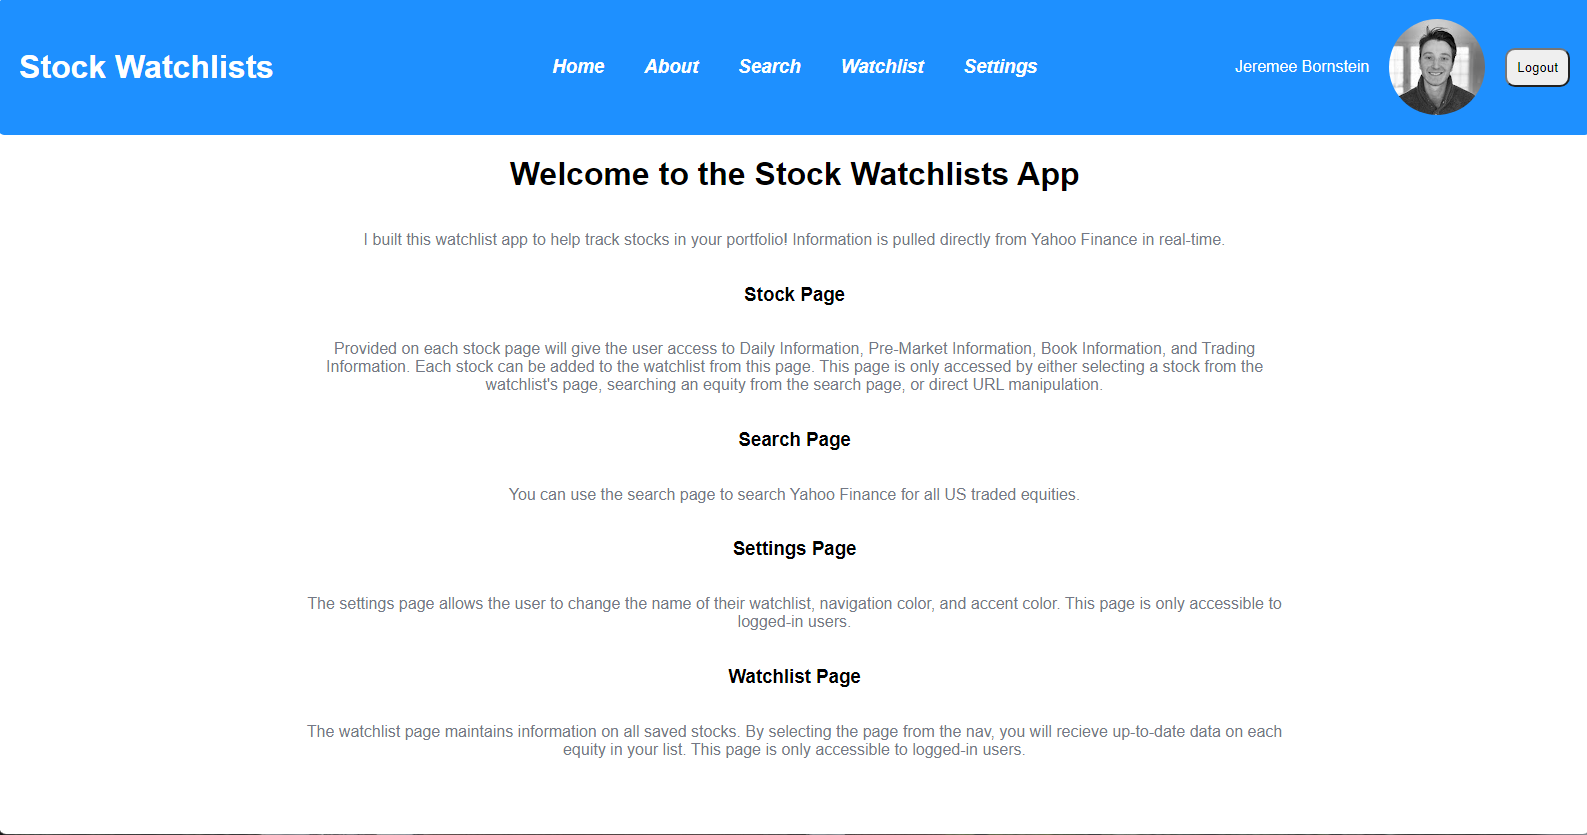 Stock Watchlists
Home About Search Watchlist Settings
Jeremee Bornstein
Logout
Welcome to the Stock Watchlists App
I built this watchlist app to help track stocks in your portfolio! Information is pulled directly from Yahoo Finance in real-time.
Stock Page
Provided on each stock page will give the user access to Daily Information, Pre-Market Information, Book Information, and Trading
Information. Each stock can be added to the watchlist from this page. This page is only accessed by either selecting a stock from the
watchlist's page, searching an equity from the search page, or direct URL manipulation.
Search Page
You can use the search page to search Yahoo Finance for all US traded equities.
Settings Page
The settings page allows the user to change the name of their watchlist, navigation color, and accent color. This page is only accessible to
logged-in users.
Watchlist Page
The watchlist page maintains information on all saved stocks. By selecting the page from the nav, you will recieve up-to-date data on each
equity in your list. This page is only accessible to logged-in users.